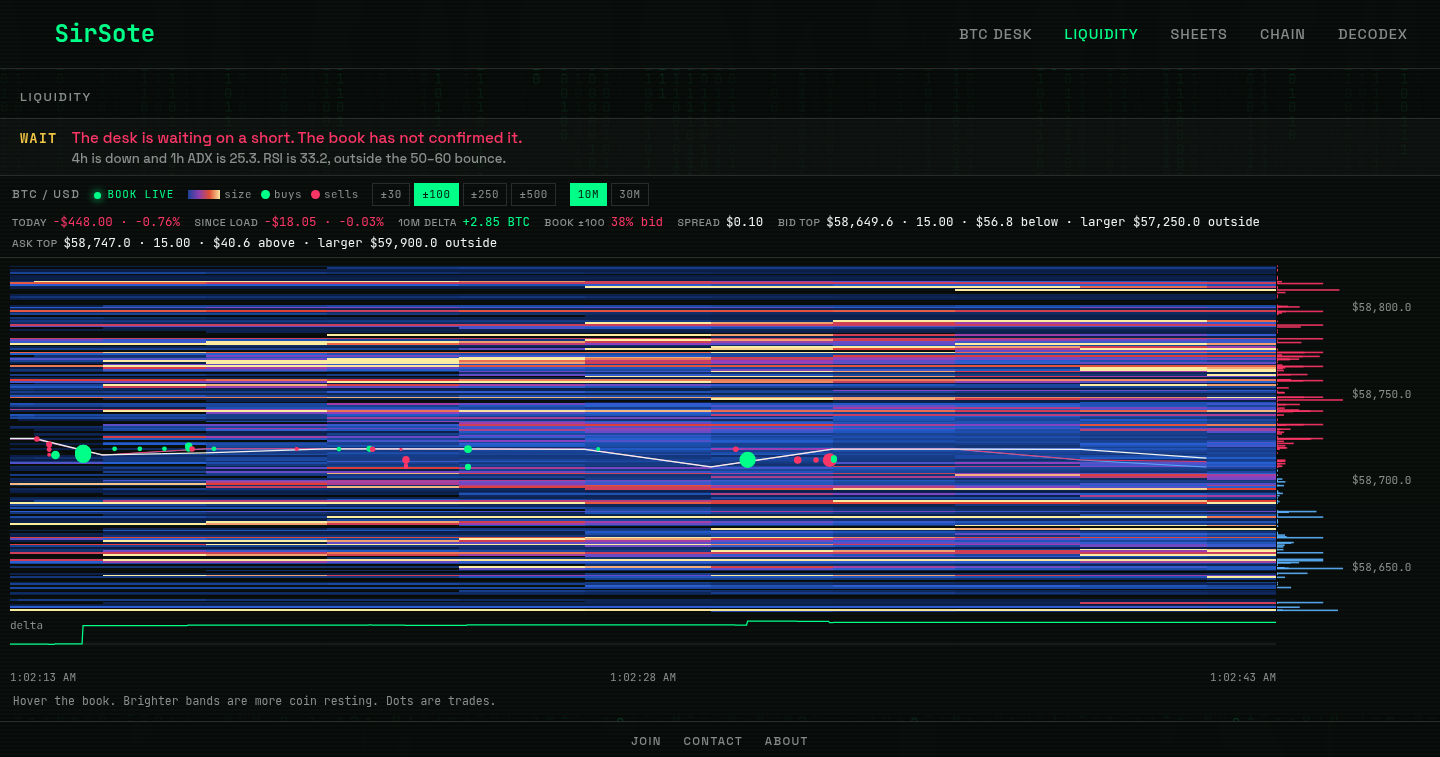 SirSote
BTC DESK LIQUIDITY SHEETS CHAIN DECODEX
LIQUIDITY
WAIT The desk is waiting on a short. The book has not confirmed it.
4h is down and 1h ADX is 25.3. RSI is 33.2, outside the 50–60 bounce.
BTC / USD BOOK LIVE size buys sells ±30 ±100 ±250 ±500 10M 30M
TODAY -$448.00 · -0.76% SINCE LOAD -$18.05 · -0.03% 10M DELTA +2.85 BTC BOOK ±100 38% bid SPREAD $0.10 BID TOP $58,649.6 · 15.00 · $56.8 below · larger $57,250.0 outside
ASK TOP $58,747.0 · 15.00 · $40.6 above · larger $59,900.0 outside
$58,800.0
$58,750.0
$58,700.0
$58,650.0
delta
1:02:13 AM 1:02:28 AM 1:02:43 AM
Hover the book. Brighter bands are more coin resting. Dots are trades.
JOIN CONTACT ABOUT